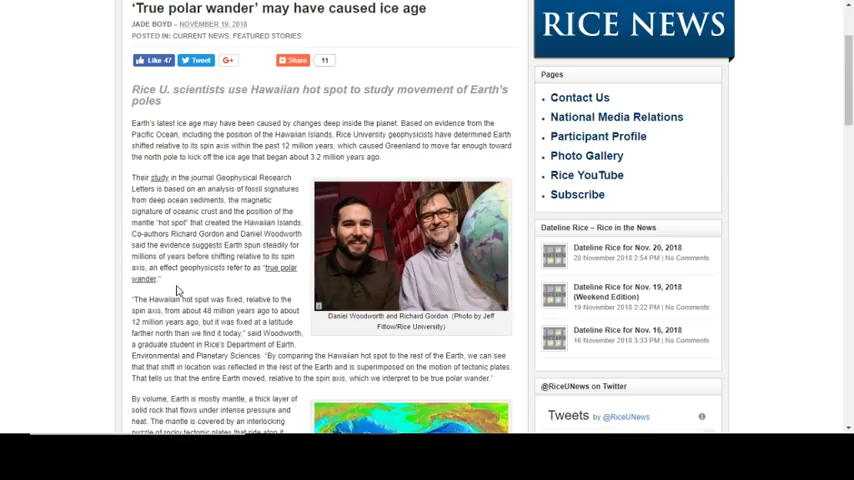 'True polar wander' may have caused ice age
JADE BOYD – NOVEMBER 19, 2018
POSTED IN: CURRENT NEWS, FEATURED STORIES
Like 47
Tweet
G+
Share
11
Rice U. scientists use Hawaiian hot spot to study movement of Earth's
poles
Earth's latest ice age may have been caused by changes deep inside the planet. Based on evidence from the
Pacific Ocean, including the position of the Hawaiian Islands, Rice University geophysicists have determined Earth
shifted relative to its spin axis within the past 12 million years, which caused Greenland to move far enough toward
the north pole to kick off the ice age that began about 3.2 million years ago.
Their study in the journal Geophysical Research
Letters is based on an analysis of fossil signatures
from deep ocean sediments, the magnetic
signature of oceanic crust and the position of the
mantle "hot spot" that created the Hawaiian Islands.
Co-authors Richard Gordon and Daniel Woodworth
said the evidence suggests Earth spun steadily for
millions of years before shifting relative to its spin
axis, an effect geophysicists refer to as "true polar
wander."
Daniel Woodworth and Richard Gordon. (Photo by Jeff
Fitlow/Rice University)
"The Hawaiian hot spot was fixed, relative to the
spin axis, from about 48 million years ago to about
12 million years ago, but it was fixed at a latitude
farther north than we find it today," said Woodworth,
a graduate student in Rice's Department of Earth,
Environmental and Planetary Sciences. "By comparing the Hawaiian hot spot to the rest of the Earth, we can see
that that shift in location was reflected in the rest of the Earth and is superimposed on the motion of tectonic plates.
That tells us that the entire Earth moved, relative to the spin axis, which we interpret to be true polar wander."
By volume, Earth is mostly mantle, a thick layer of
solid rock that flows under intense pressure and
heat. The mantle is covered by an interlocking
puzzle of rocky tectonic plates that ride atop it
RICE NEWS
Pages
Contact Us
National Media Relations
Participant Profile
Photo Gallery
Rice YouTube
Subscribe
Dateline Rice – Rice in the News
Dateline Rice for Nov. 20, 2018
20 November 2018 2:54 PM | No Comments
Dateline Rice for Nov. 19, 2018
(Weekend Edition)
19 November 2018 2:22 PM | No Comments
Dateline Rice for Nov. 16, 2018
16 November 2018 3:33 PM | No Comments
@RiceUNews on Twitter
Tweets by @RiceUNews